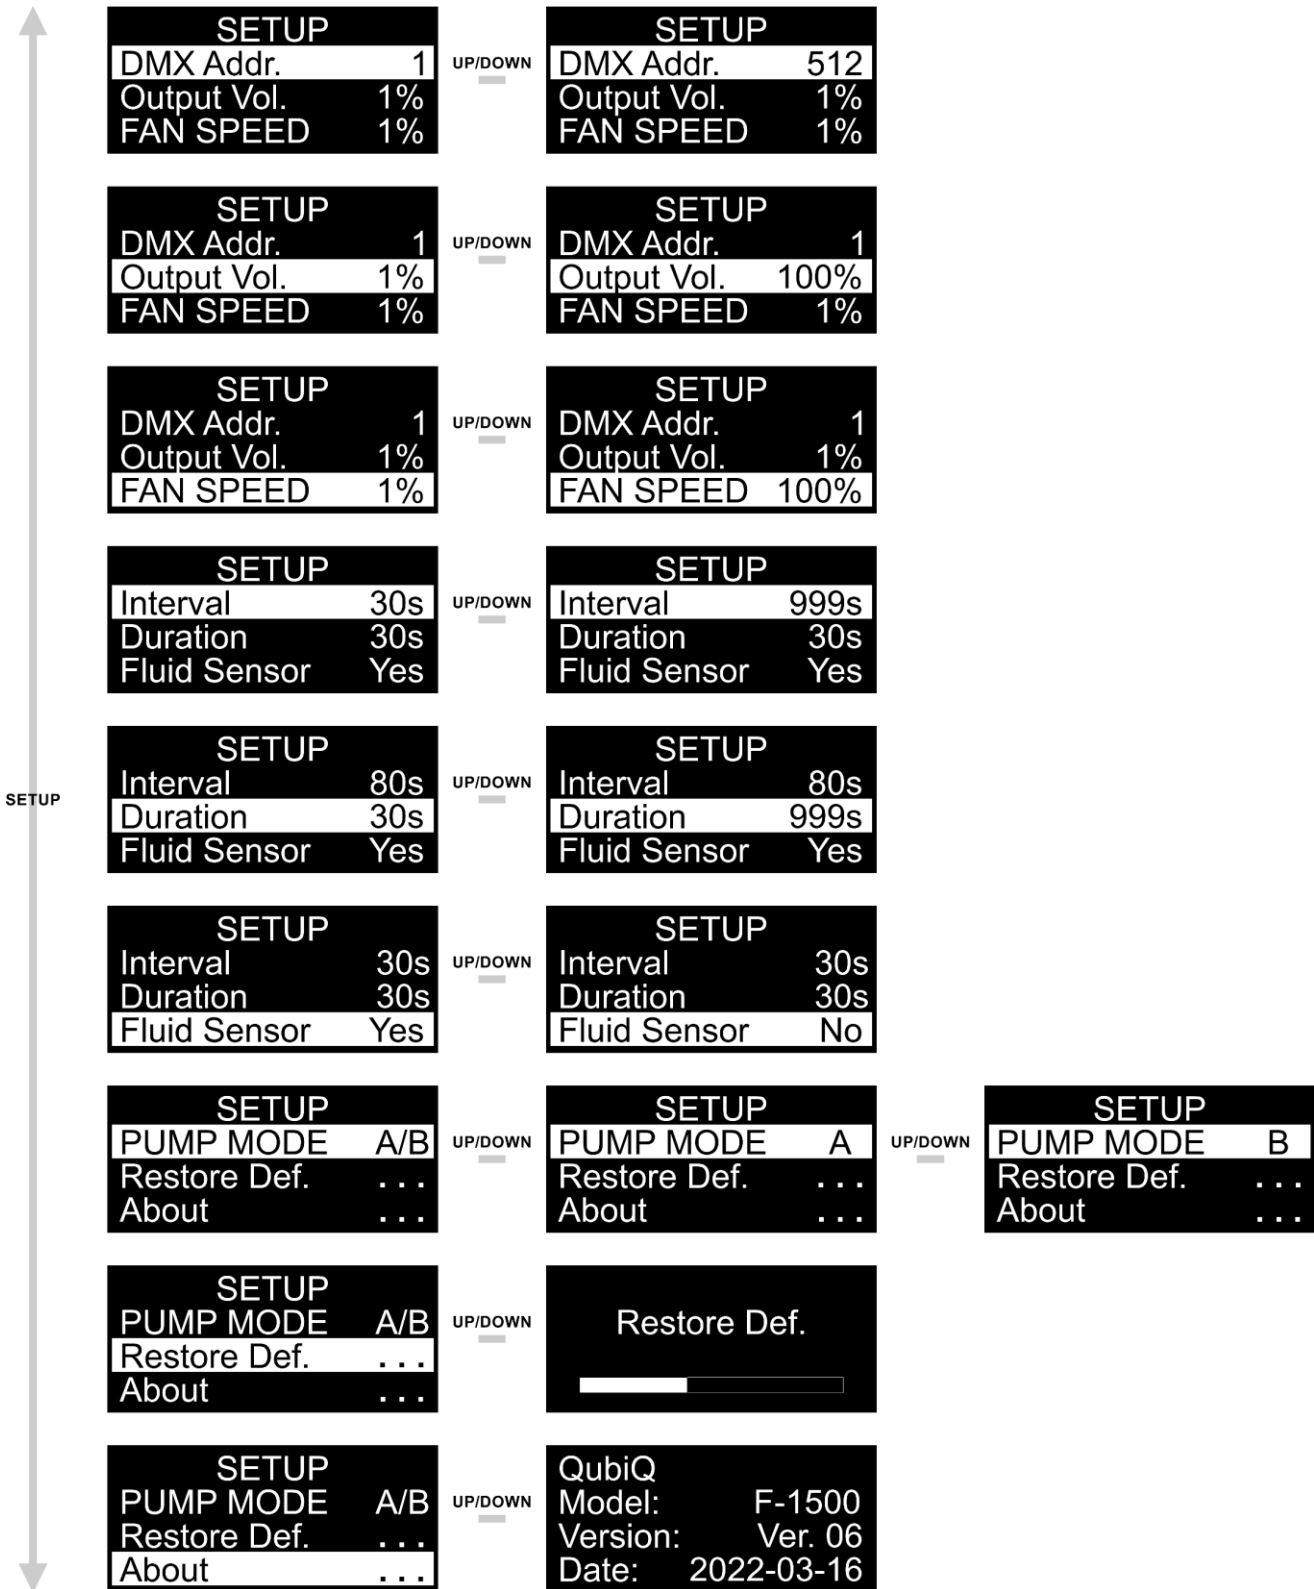 SETUP
DMX Addr. 1
Output Vol. 1%
FAN SPEED 1%
UP/DOWN
SETUP
DMX Addr. 512
Output Vol. 1%
FAN SPEED 1%
SETUP
DMX Addr. 1
Output Vol. 1%
FAN SPEED 1%
UP/DOWN
SETUP
DMX Addr. 1
Output Vol. 100%
FAN SPEED 1%
SETUP
DMX Addr. 1
Output Vol. 1%
FAN SPEED 1%
UP/DOWN
SETUP
DMX Addr. 1
Output Vol. 1%
FAN SPEED 100%
SETUP
Interval 30s
Duration 30s
Fluid Sensor Yes
UP/DOWN
SETUP
Interval 999s
Duration 30s
Fluid Sensor Yes
SETUP
SETUP
Interval 80s
Duration 30s
Fluid Sensor Yes
UP/DOWN
SETUP
Interval 80s
Duration 999s
Fluid Sensor Yes
SETUP
Interval 30s
Duration 30s
Fluid Sensor Yes
UP/DOWN
SETUP
Interval 30s
Duration 30s
Fluid Sensor No
SETUP
PUMP MODE A/B
Restore Def. ...
About ...
UP/DOWN
SETUP
PUMP MODE A
Restore Def. ...
About ...
UP/DOWN
SETUP
PUMP MODE B
Restore Def. ...
About ...
SETUP
PUMP MODE A/B
Restore Def. ...
About ...
UP/DOWN
Restore Def.
SETUP
PUMP MODE A/B
Restore Def. ...
About ...
UP/DOWN
QubiQ
Model: F-1500
Version: Ver. 06
Date: 2022-03-16